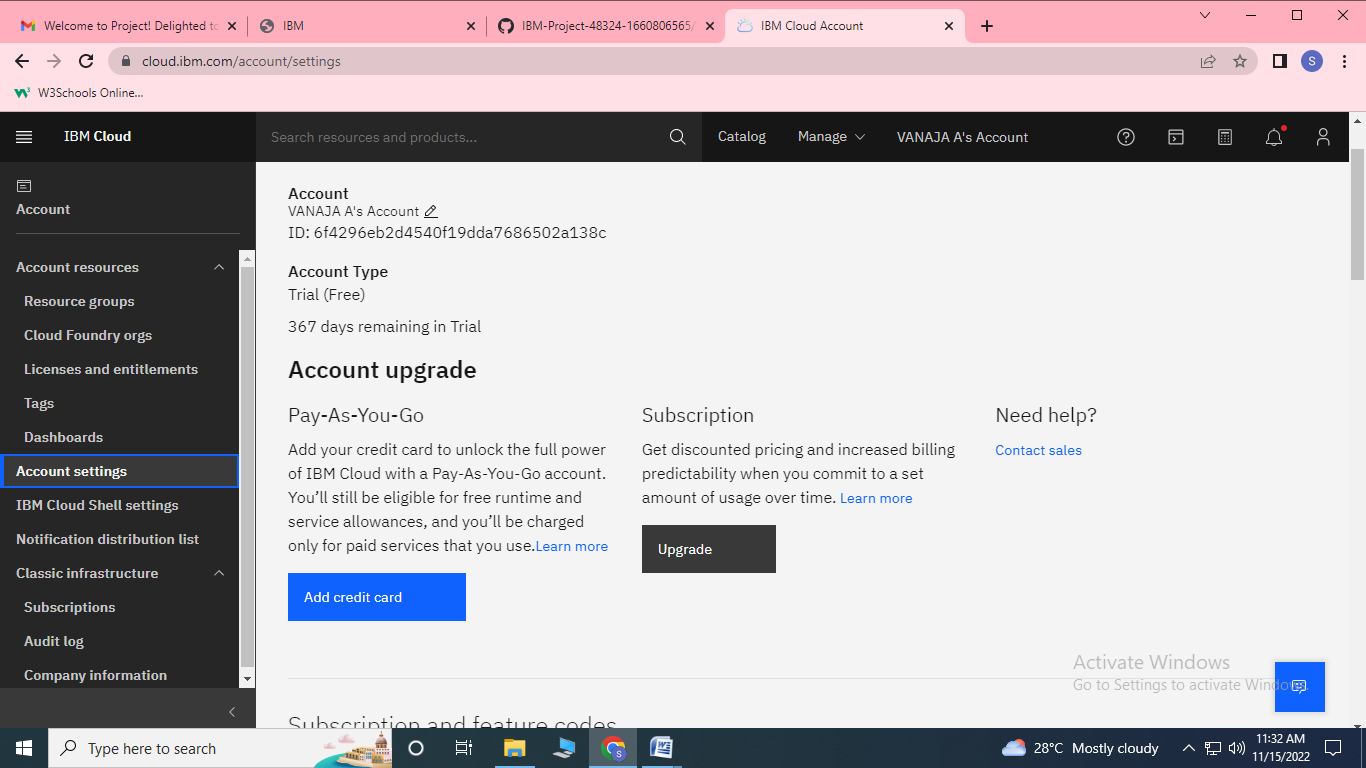 Welcome to Project! Delighted to
IBM
IBM-Project-48324-1660806565/
IBM Cloud Account
cloud.ibm.com/account/settings
S
W3Schools Online...
IBM Cloud
Search resources and products...
Catalog
Manage
VANAJA A's Account
Account
Account resources
Resource groups
Cloud Foundry orgs
Licenses and entitlements
Tags
Dashboards
Account settings
IBM Cloud Shell settings
Notification distribution list
Classic infrastructure
Subscriptions
Audit log
Company information
Account
VANAJA A's Account
ID: 6f4296eb2d4540f19dda7686502a138c
Account Type
Trial (Free)
367 days remaining in Trial
Account upgrade
Pay-As-You-Go
Add your credit card to unlock the full power
of IBM Cloud with a Pay-As-You-Go account.
You’ll still be eligible for free runtime and
service allowances, and you’ll be charged
only for paid services that you use.Learn more
Add credit card
Subscription
Get discounted pricing and increased billing
predictability when you commit to a set
amount of usage over time. Learn more
Upgrade
Need help?
Contact sales
Subscription and feature codes
Activate Windows
Go to Settings to activate Windows.
Type here to search
28°C Mostly cloudy
11:32 AM
11/15/2022